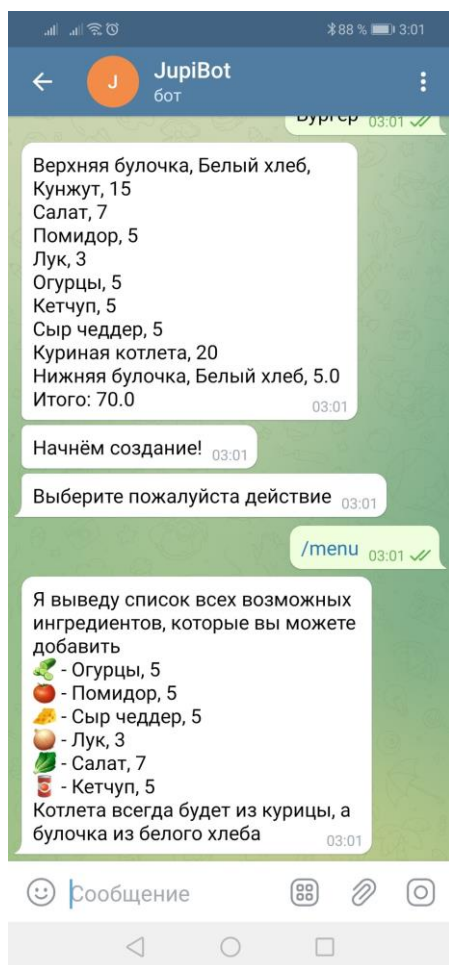 88 % 3:01
J
JupiBot
бот
Бургер 03:01
Верхняя булочка, Белый хлеб,
Кунжут, 15
Салат, 7
Помидор, 5
Лук, 3
Огурцы, 5
Кетчуп, 5
Сыр чеддер, 5
Куриная котлета, 20
Нижняя булочка, Белый хлеб, 5.0
Итого: 70.0
03:01
Начнём создание! 03:01
Выберите пожалуйста действие 03:01
/menu 03:01
Я выведу список всех возможных
ингредиентов, которые вы можете
добавить
🥒 - Огурцы, 5
🍅 - Помидор, 5
🧀 - Сыр чеддер, 5
🧅 - Лук, 3
🥬 - Салат, 7
🥫 - Кетчуп, 5
Котлета всегда будет из курицы, а
булочка из белого хлеба
03:01
Сообщение